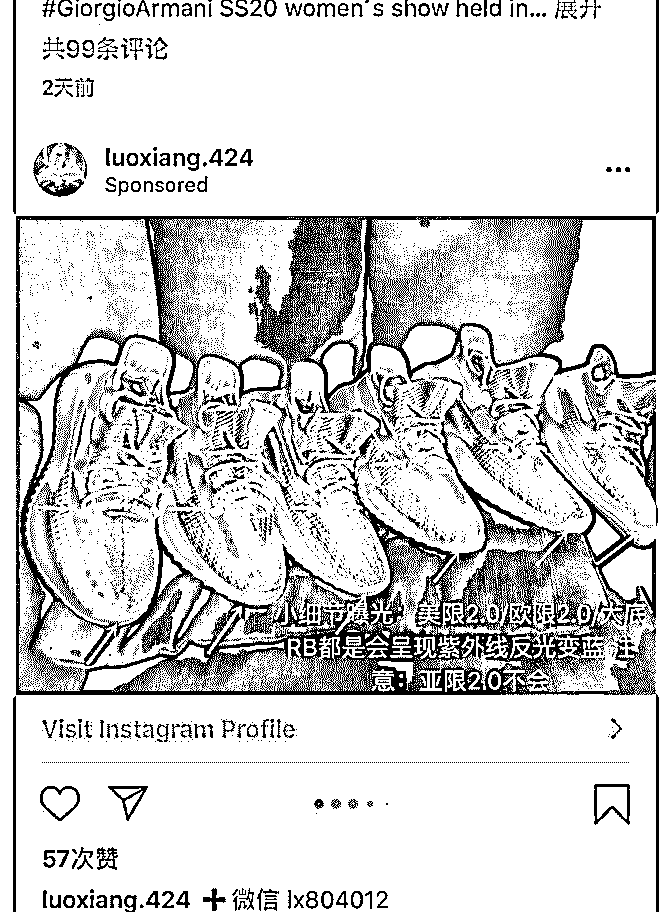 #GiorgioArmani SS20 women's show held in... 展开
共99条评论
2天前
luoxiang.424
Sponsored
小细节曝光：美限2.0/欧限2.0/大底
RB都是会呈现紫外线反光变蓝 注
意：亚限2.0不会
Visit Instagram Profile
57次赞
luoxiang.424 ➕ 微信 lx804012